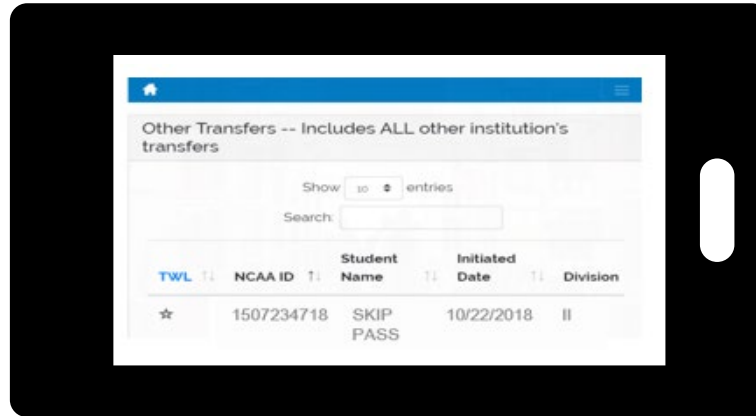 Other Transfers -- Includes ALL other institution's
transfers
Show 10 entries
Search:
TWL NCAA ID Student Name Initiated Date Division
1507234718 SKIP PASS 10/22/2018 II